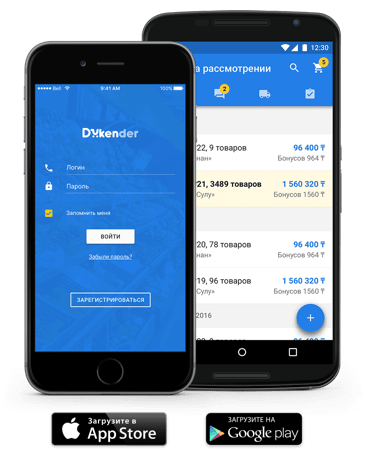 Bell
9:41 AM
100%
Dükender
Логин
Пароль
Запомнить меня
ВОЙТИ
Забыли пароль?
ЗАРЕГИСТРИРОВАТЬСЯ
12:30
а рассмотрении
5
2
22, 9 товаров
96 400 ₸
нан»
Бонусов 964 ₸
21, 3489 товаров
1 560 320 ₸
Сулу»
Бонусов 15600 ₸
20, 78 товаров
96 400 ₸
нан»
Бонусов 964 ₸
19, 96 товаров
1 560 320 ₸
Сулу»
Бонусов 1560 ₸
2016
+
Загрузите в
App Store
ЗАГРУЗИТЕ НА
Google play